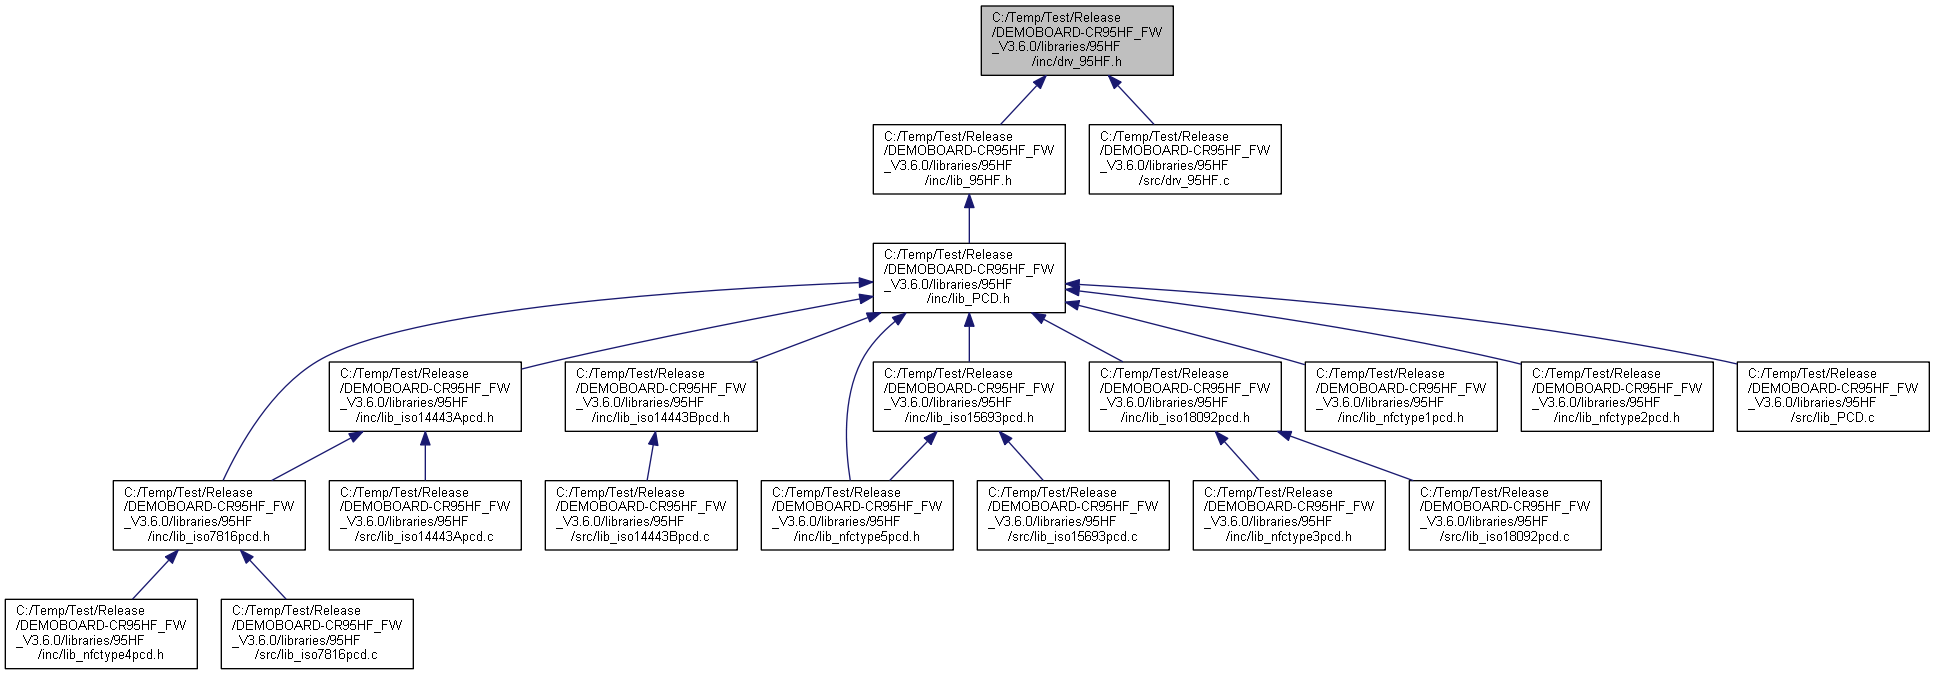 C:/Temp/Test/Release
/DEMOBOARD-CR95HF_FW
_V3.6.0/libraries/95HF
/inc/drv_95HF.h
C:/Temp/Test/Release
/DEMOBOARD-CR95HF_FW
_V3.6.0/libraries/95HF
/inc/lib_95HF.h
C:/Temp/Test/Release
/DEMOBOARD-CR95HF_FW
_V3.6.0/libraries/95HF
/src/drv_95HF.c
C:/Temp/Test/Release
/DEMOBOARD-CR95HF_FW
_V3.6.0/libraries/95HF
/inc/lib_PCD.h
C:/Temp/Test/Release
/DEMOBOARD-CR95HF_FW
_V3.6.0/libraries/95HF
/inc/lib_iso14443Apcd.h
C:/Temp/Test/Release
/DEMOBOARD-CR95HF_FW
_V3.6.0/libraries/95HF
/inc/lib_iso14443Bpcd.h
C:/Temp/Test/Release
/DEMOBOARD-CR95HF_FW
_V3.6.0/libraries/95HF
/inc/lib_iso15693pcd.h
C:/Temp/Test/Release
/DEMOBOARD-CR95HF_FW
_V3.6.0/libraries/95HF
/inc/lib_iso18092pcd.h
C:/Temp/Test/Release
/DEMOBOARD-CR95HF_FW
_V3.6.0/libraries/95HF
/inc/lib_nfctype1pcd.h
C:/Temp/Test/Release
/DEMOBOARD-CR95HF_FW
_V3.6.0/libraries/95HF
/inc/lib_nfctype2pcd.h
C:/Temp/Test/Release
/DEMOBOARD-CR95HF_FW
_V3.6.0/libraries/95HF
/src/lib_PCD.c
C:/Temp/Test/Release
/DEMOBOARD-CR95HF_FW
_V3.6.0/libraries/95HF
/inc/lib_iso7816pcd.h
C:/Temp/Test/Release
/DEMOBOARD-CR95HF_FW
_V3.6.0/libraries/95HF
/src/lib_iso14443Apcd.c
C:/Temp/Test/Release
/DEMOBOARD-CR95HF_FW
_V3.6.0/libraries/95HF
/src/lib_iso14443Bpcd.c
C:/Temp/Test/Release
/DEMOBOARD-CR95HF_FW
_V3.6.0/libraries/95HF
/inc/lib_nfctype5pcd.h
C:/Temp/Test/Release
/DEMOBOARD-CR95HF_FW
_V3.6.0/libraries/95HF
/src/lib_iso15693pcd.c
C:/Temp/Test/Release
/DEMOBOARD-CR95HF_FW
_V3.6.0/libraries/95HF
/inc/lib_nfctype3pcd.h
C:/Temp/Test/Release
/DEMOBOARD-CR95HF_FW
_V3.6.0/libraries/95HF
/src/lib_iso18092pcd.c
C:/Temp/Test/Release
/DEMOBOARD-CR95HF_FW
_V3.6.0/libraries/95HF
/inc/lib_nfctype4pcd.h
C:/Temp/Test/Release
/DEMOBOARD-CR95HF_FW
_V3.6.0/libraries/95HF
/src/lib_iso7816pcd.c